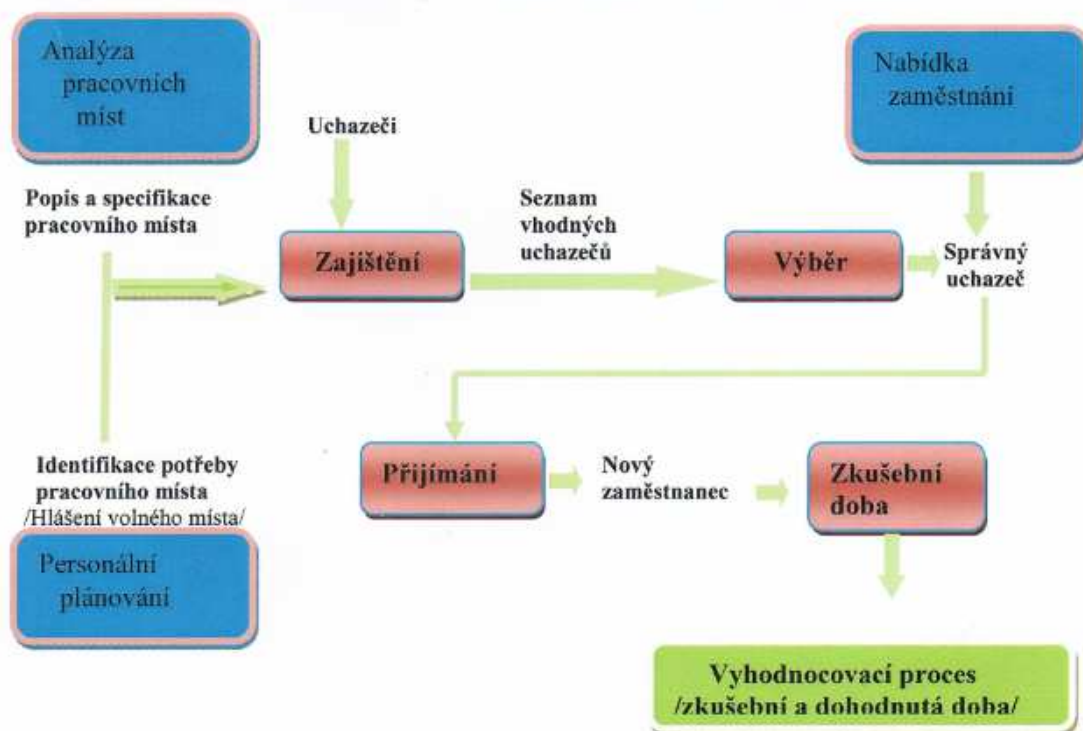 Analýza
pracovních
míst
Nabídka
zaměstnání
Uchazeči
Popis a specifikace
pracovního místa
Seznam
vhodných
uchazečů
Zajištění
Výběr
Správný
uchazeč
Identifikace potřeby
pracovního místa
/Hlášení volného místa/
Personální
plánování
Přijímání
Nový
zaměstnanec
Zkušební
doba
Vyhodnocovací proces
/zkušební a dohodnutá doba/